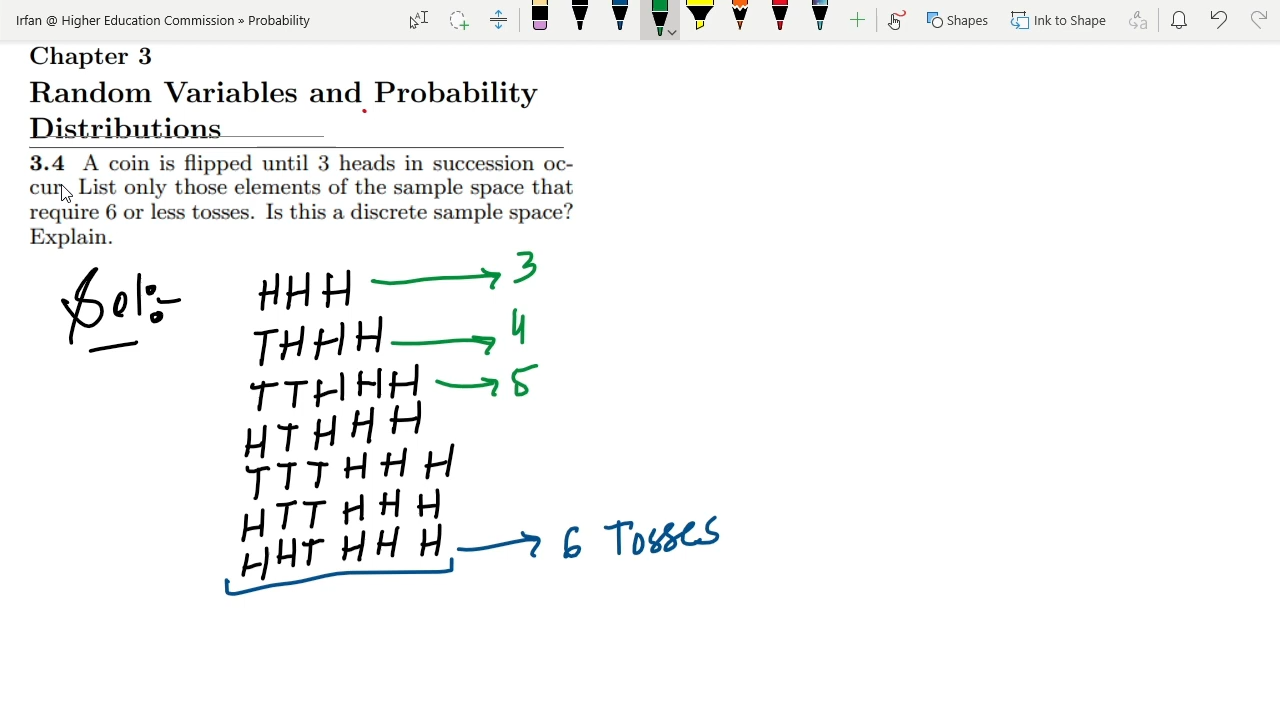 Irfan @ Higher Education Commission » Probability
Shapes
Ink to Shape
Chapter 3
Random Variables and Probability
Distributions
3.4 A coin is flipped until 3 heads in succession oc-
cur. List only those elements of the sample space that
require 6 or less tosses. Is this a discrete sample space?
Explain.
Sol:-
HHH → 3
THHH → 4
TTHHH → 5
HTHHH
TTTHHH
HTTHHH
HHTHHH → 6 Tosses